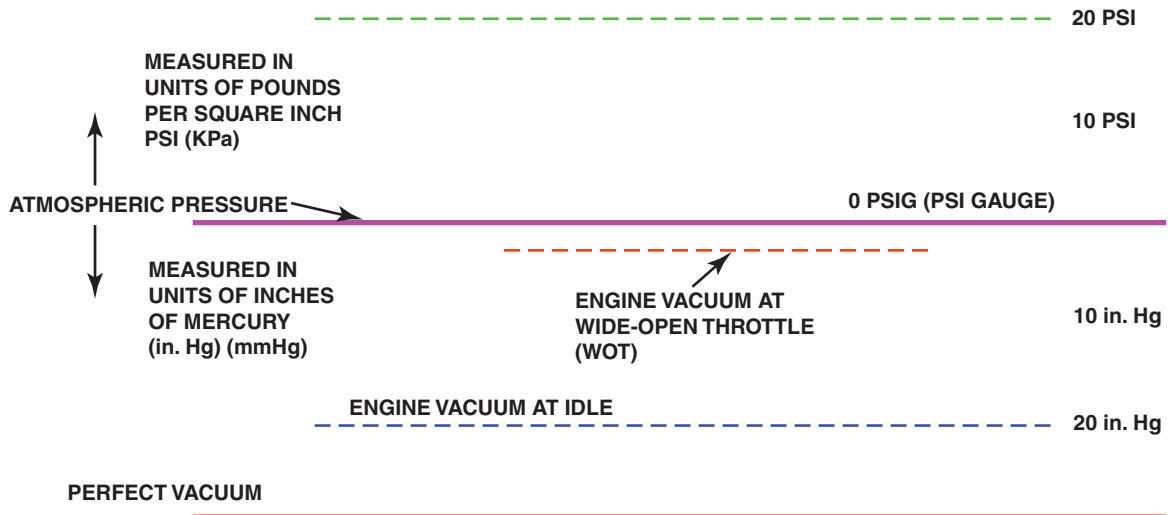 20 PSI
MEASURED IN
UNITS OF POUNDS
PER SQUARE INCH
PSI (KPa)
10 PSI
ATMOSPHERIC PRESSURE
0 PSIG (PSI GAUGE)
MEASURED IN
UNITS OF INCHES
OF MERCURY
(in. Hg) (mmHg)
ENGINE VACUUM AT
WIDE-OPEN THROTTLE
(WOT)
10 in. Hg
ENGINE VACUUM AT IDLE
20 in. Hg
PERFECT VACUUM